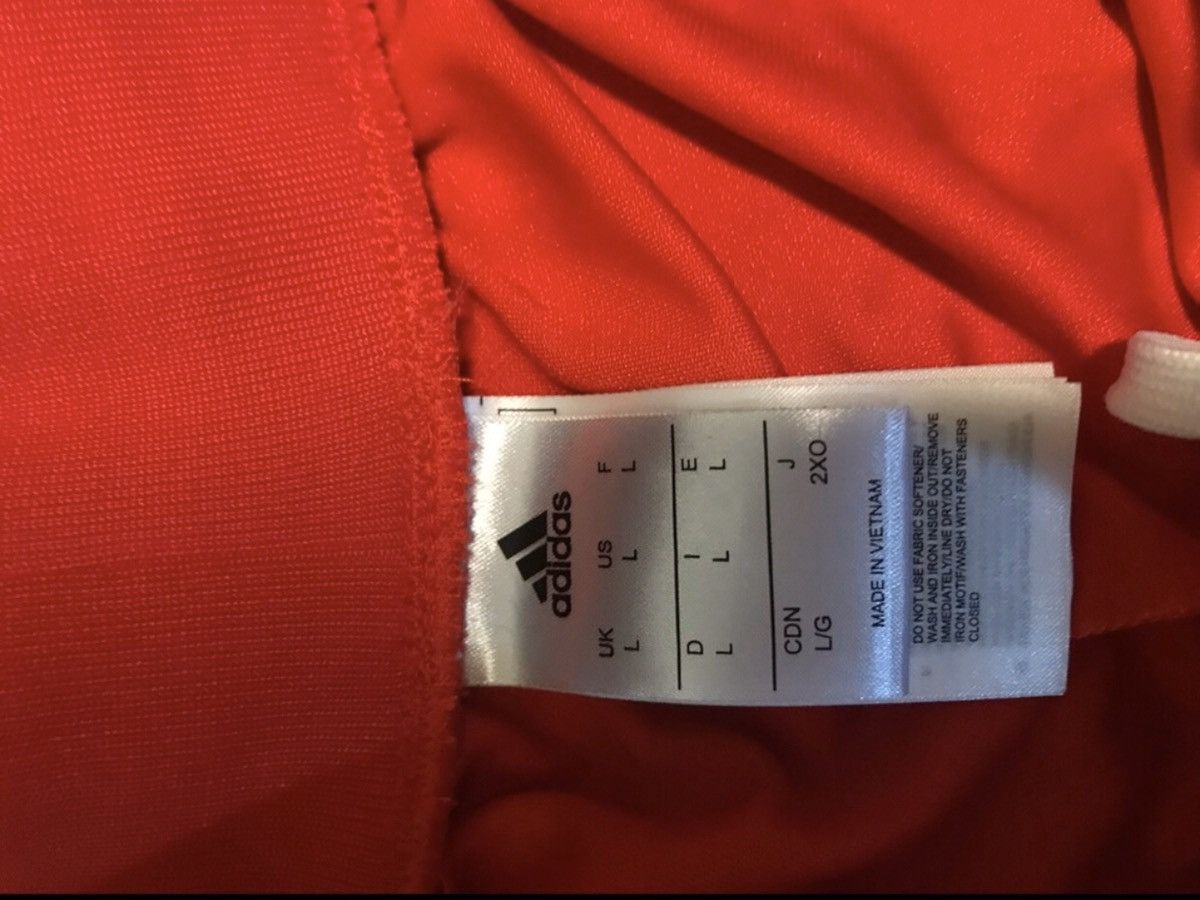 adidas
UK US F
L L L
D I E
L L L
CDN J
L/G 2XO
MADE IN VIETNAM
DO NOT USE FABRIC SOFTENER/
WASH AND IRON INSIDE OUT/REMOVE
IMMEDIATELY/LINE DRY/DO NOT
IRON MOTIF/WASH WITH FASTENERS
CLOSED